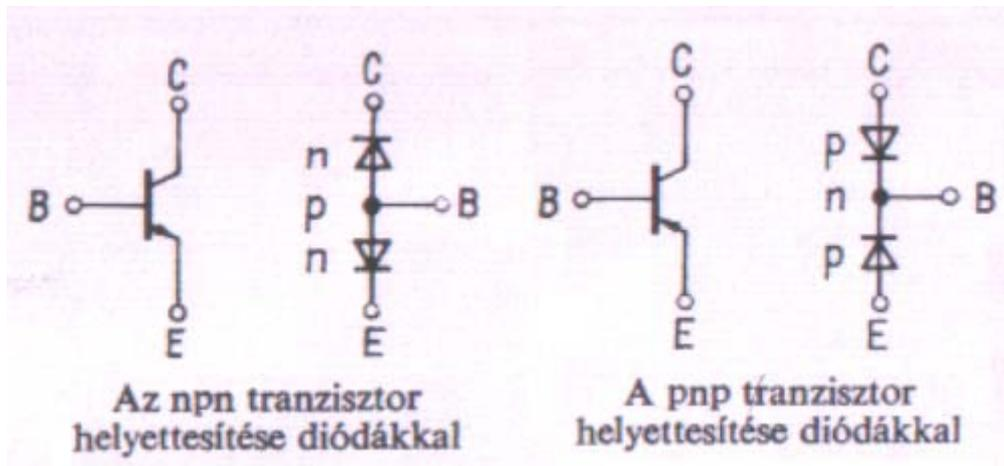 C
C
n
B
p
B
n
E
E
Az npn tranzisztor
helyettesítése diódákkal
C
C
p
B
n
B
p
E
E
A pnp tranzisztor
helyettesítése diódákkal